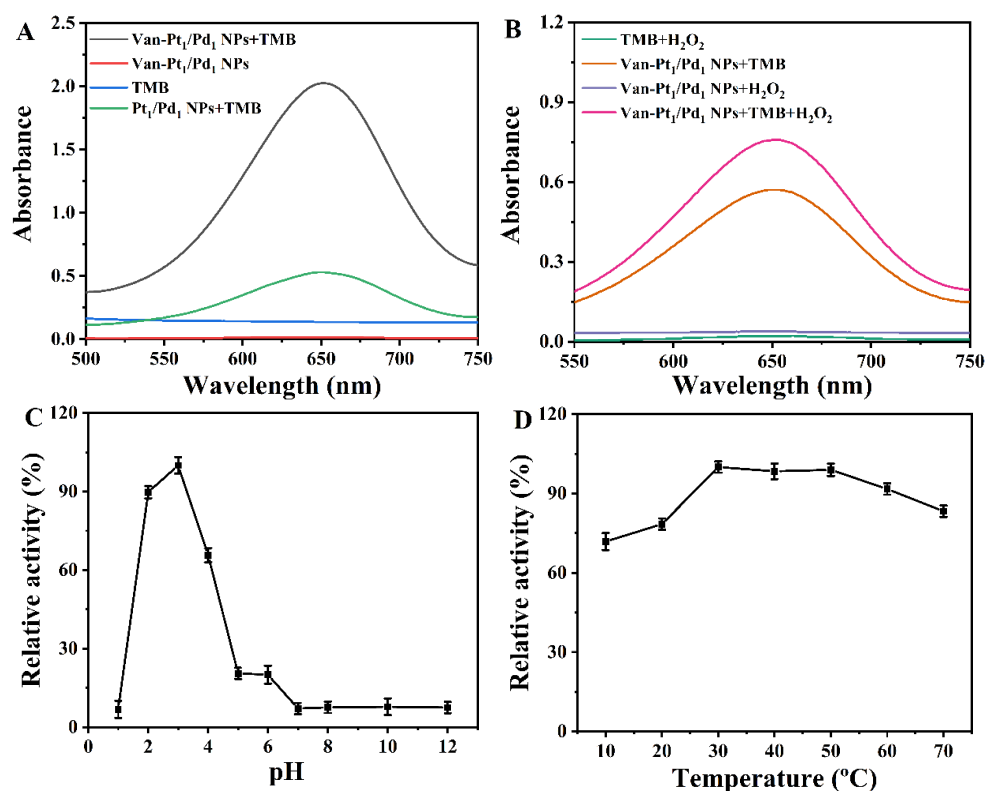 A
Van-Pt₁/Pd₁ NPs+TMB
Van-Pt₁/Pd₁ NPs
TMB
Pt₁/Pd₁ NPs+TMB
Absorbance
2.5
2.0
1.5
1.0
0.5
0.0
500 550 600 650 700 750
Wavelength (nm)
B
TMB+H₂O₂
Van-Pt₁/Pd₁ NPs+TMB
Van-Pt₁/Pd₁ NPs+H₂O₂
Van-Pt₁/Pd₁ NPs+TMB+H₂O₂
Absorbance
1.2
0.9
0.6
0.3
0.0
550 600 650 700 750
Wavelength (nm)
C
Relative activity (%)
120
90
60
30
0
0 2 4 6 8 10 12
pH
D
Relative activity (%)
120
90
60
30
0
10 20 30 40 50 60 70
Temperature (ºC)